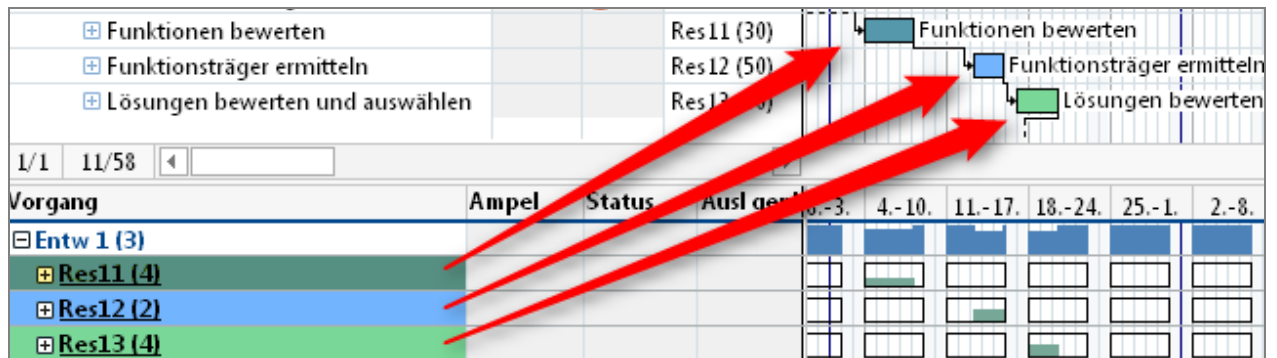 Funktionen bewerten Res11 (30) Funktionen bewerten
Funktionsträger ermitteln Res12 (50) Funktionsträger ermitteln
Lösungen bewerten und auswählen Lösungen bewerten
1/1 11/58
Vorgang Ampel Status Ausl 4.-10. 11.-17. 18.-24. 25.-1. 2.-8.
Entw 1 (3)
Res11 (4)
Res12 (2)
Res13 (4)